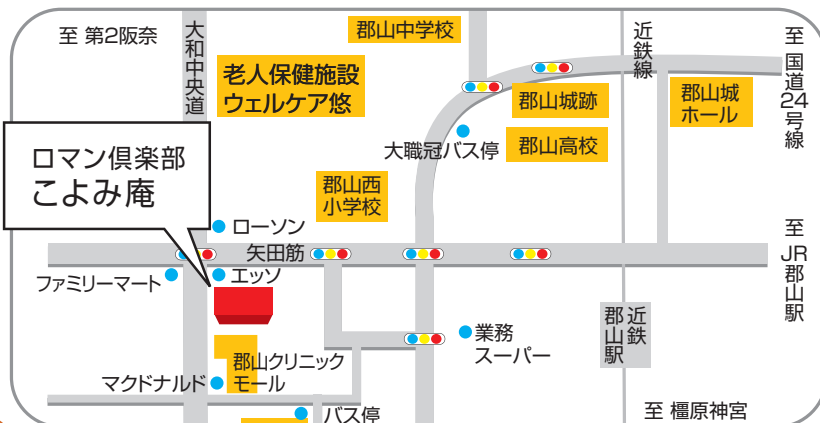 至 第2阪奈
大和中央道
郡山中学校
近鉄線
至 国道24号線
老人保健施設
ウェルケア悠
郡山城跡
郡山城
ホール
大職冠バス停
郡山高校
ロマン倶楽部
こよみ庵
郡山西
小学校
ローソン
矢田筋
至 JR郡山駅
ファミリーマート
エッソ
近鉄
郡山駅
業務
スーパー
郡山クリニック
モール
マクドナルド
バス停
至 橿原神宮